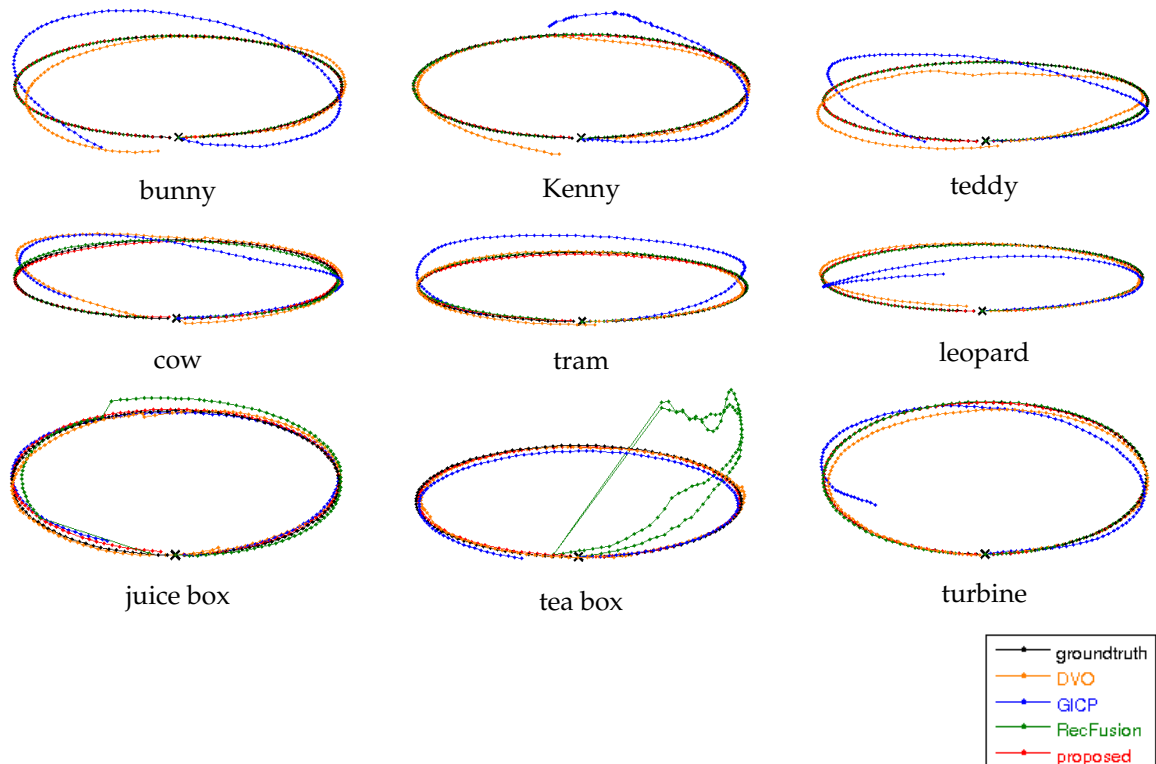 bunny
Kenny
teddy
cow
tram
leopard
juice box
tea box
turbine
groundtruth
DVO
GICP
RecFusion
proposed